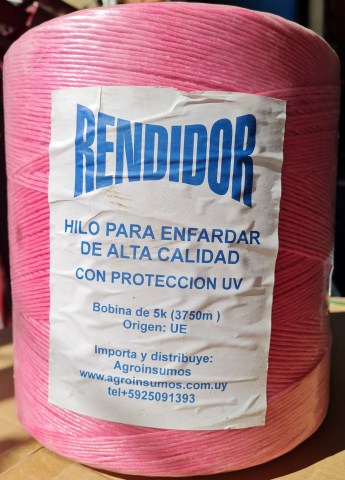 RENDIDOR
HILO PARA ENFARDAR
DE ALTA CALIDAD
CON PROTECCION UV
Bobina de 5k (3750m )
Origen: UE
Importa y distribuye:
Agroinsumos
www.agroinsumos.com.uy
tel+5925091393